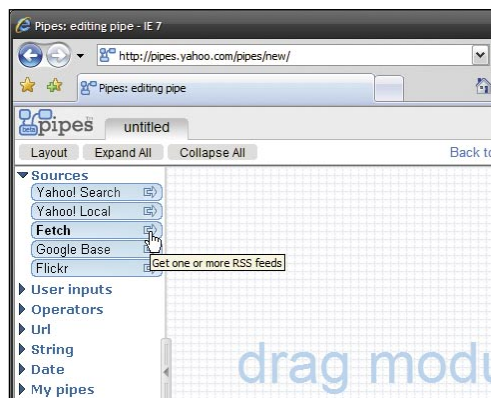 Pipes: editing pipe - IE 7
http://pipes.yahoo.com/pipes/new/
Pipes: editing pipe
beta pipes™ untitled
Layout Expand All Collapse All Back to
Sources
Yahoo! Search
Yahoo! Local
Fetch
Google Base
Get one or more RSS feeds
Flickr
User inputs
Operators
Url
String
Date
drag modu
My pipes